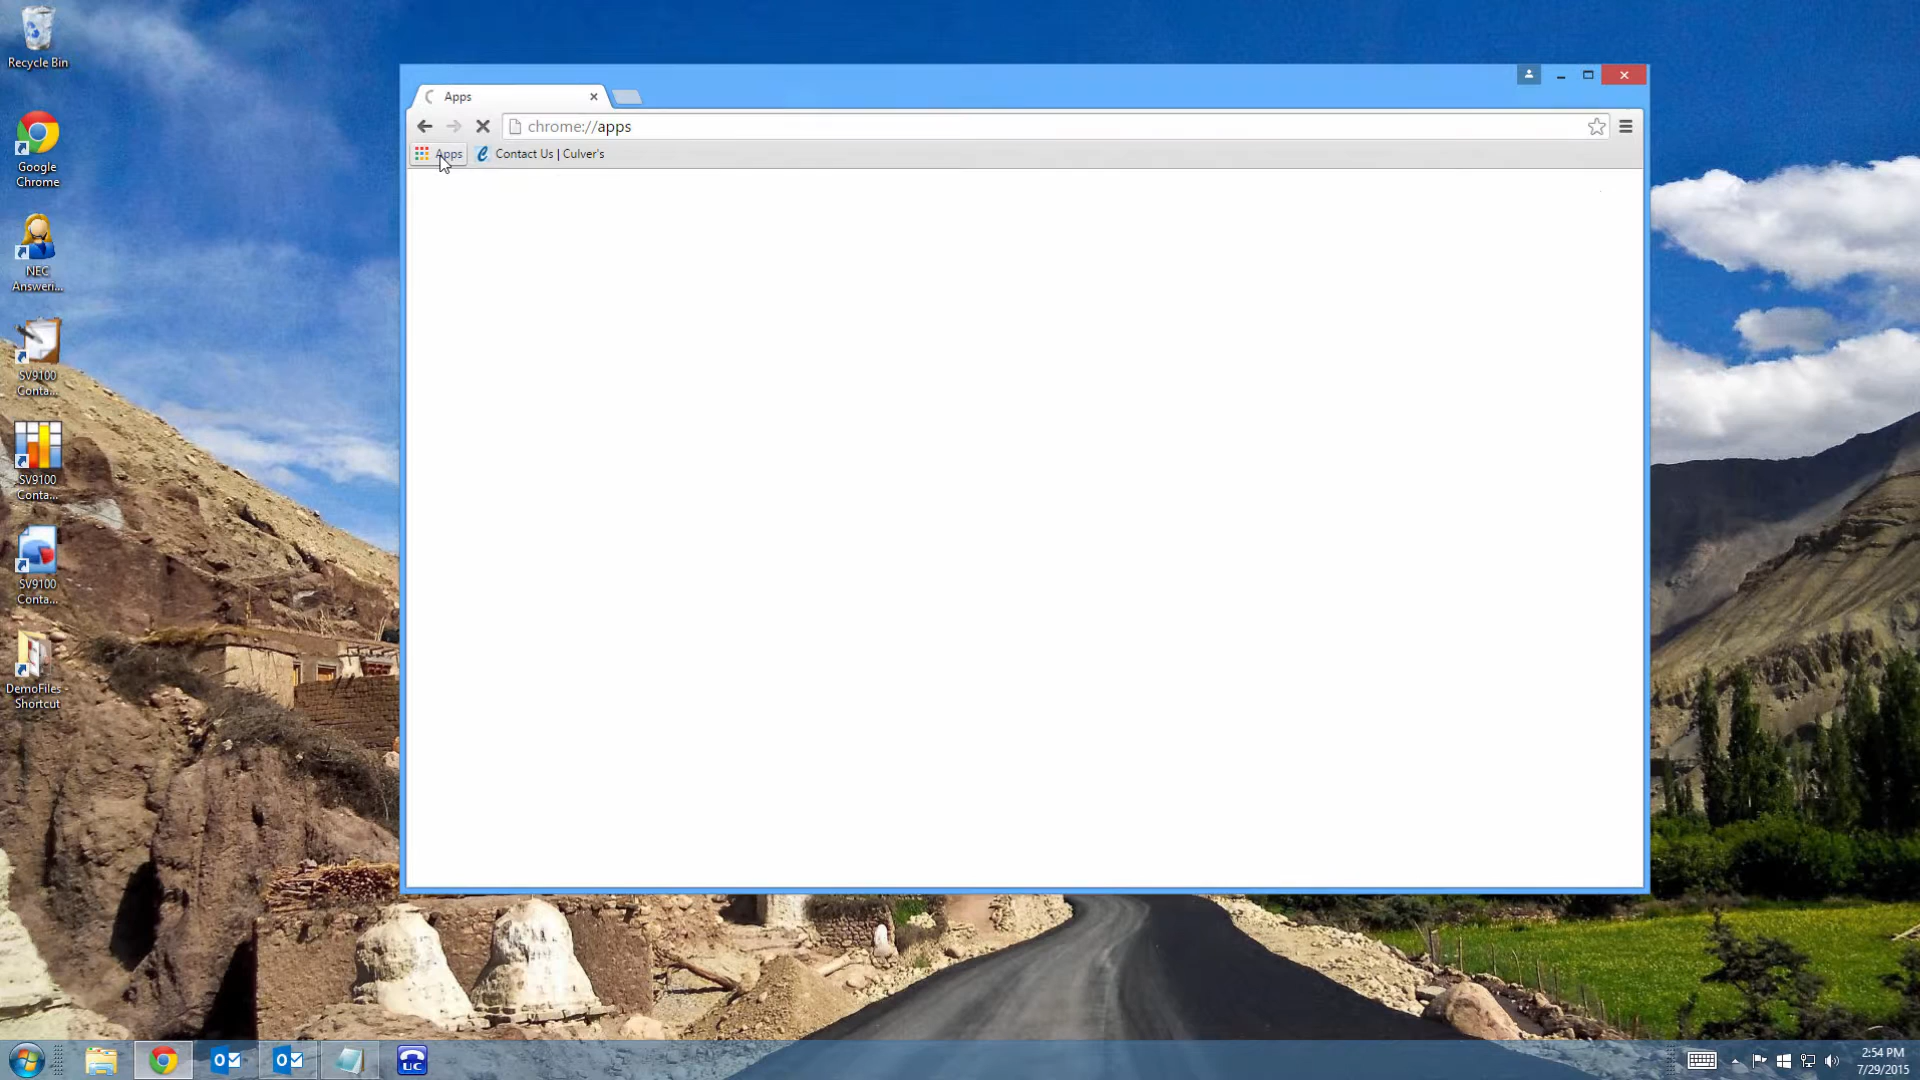 Recycle Bin
Google
Chrome
NEC
Answeri...
SV9100
Conta...
SV9100
Conta...
SV9100
Conta...
DemoFiles -
Shortcut
Apps
chrome://apps
Apps
Contact Us | Culver's
UC
2:54 PM
7/29/2015